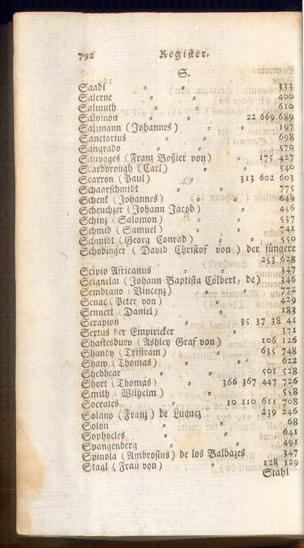 792 Register.
S.
Saadi = = 333
Salerne = = 400
Salmuth = = 610
Salomon = = 22 669 689
Salzmann (Johannes) = = 197
Sanctorius = = 698
Sangrado = = 570
Sauvages (Franz Boßier von) = 175 427
Scarborough (Carl) = = 540
Scarron (Paul) = 313 602 603
Schaarschmidt = = 775
Schenk (Johannes) = = 649
Scheuchzer (Johann Jacob) = 456
Schinz (Salomon) = = 537
Schmid (Samuel) = = 741
Schmidt (Georg Conrad) = = 550
Schobinger (David Christof von) der jüngere
253 628
Scipio Africanus = = 347
Seignelai (Johann Baptista Colbert, de) 346
Sembrano (Vincenz) = = 772
Senac (Peter von) = = 429
Sennert (Daniel) = = 183
Serapion = 35 37 38 42
Sextus der Empiricker = 371
Shaftesbury (Ashley Graf von) = 106 126
Shandy (Tristram) = 635 748
Shaw (Thomas) = = 622
Shebbear = = 501 528
Short (Thomas) = 366 367 447 726
Smith (Wilhelm) = = 558
Socrates = 10 110 611 708
Solano (Franz) de Luquez = 239 246
Solon = = 68
Sophocles = = 641
Spangenberg = = 491
Spinola (Ambrosius) de los Balbazes 347
Staal (Frau von) = 128 129
Stahl